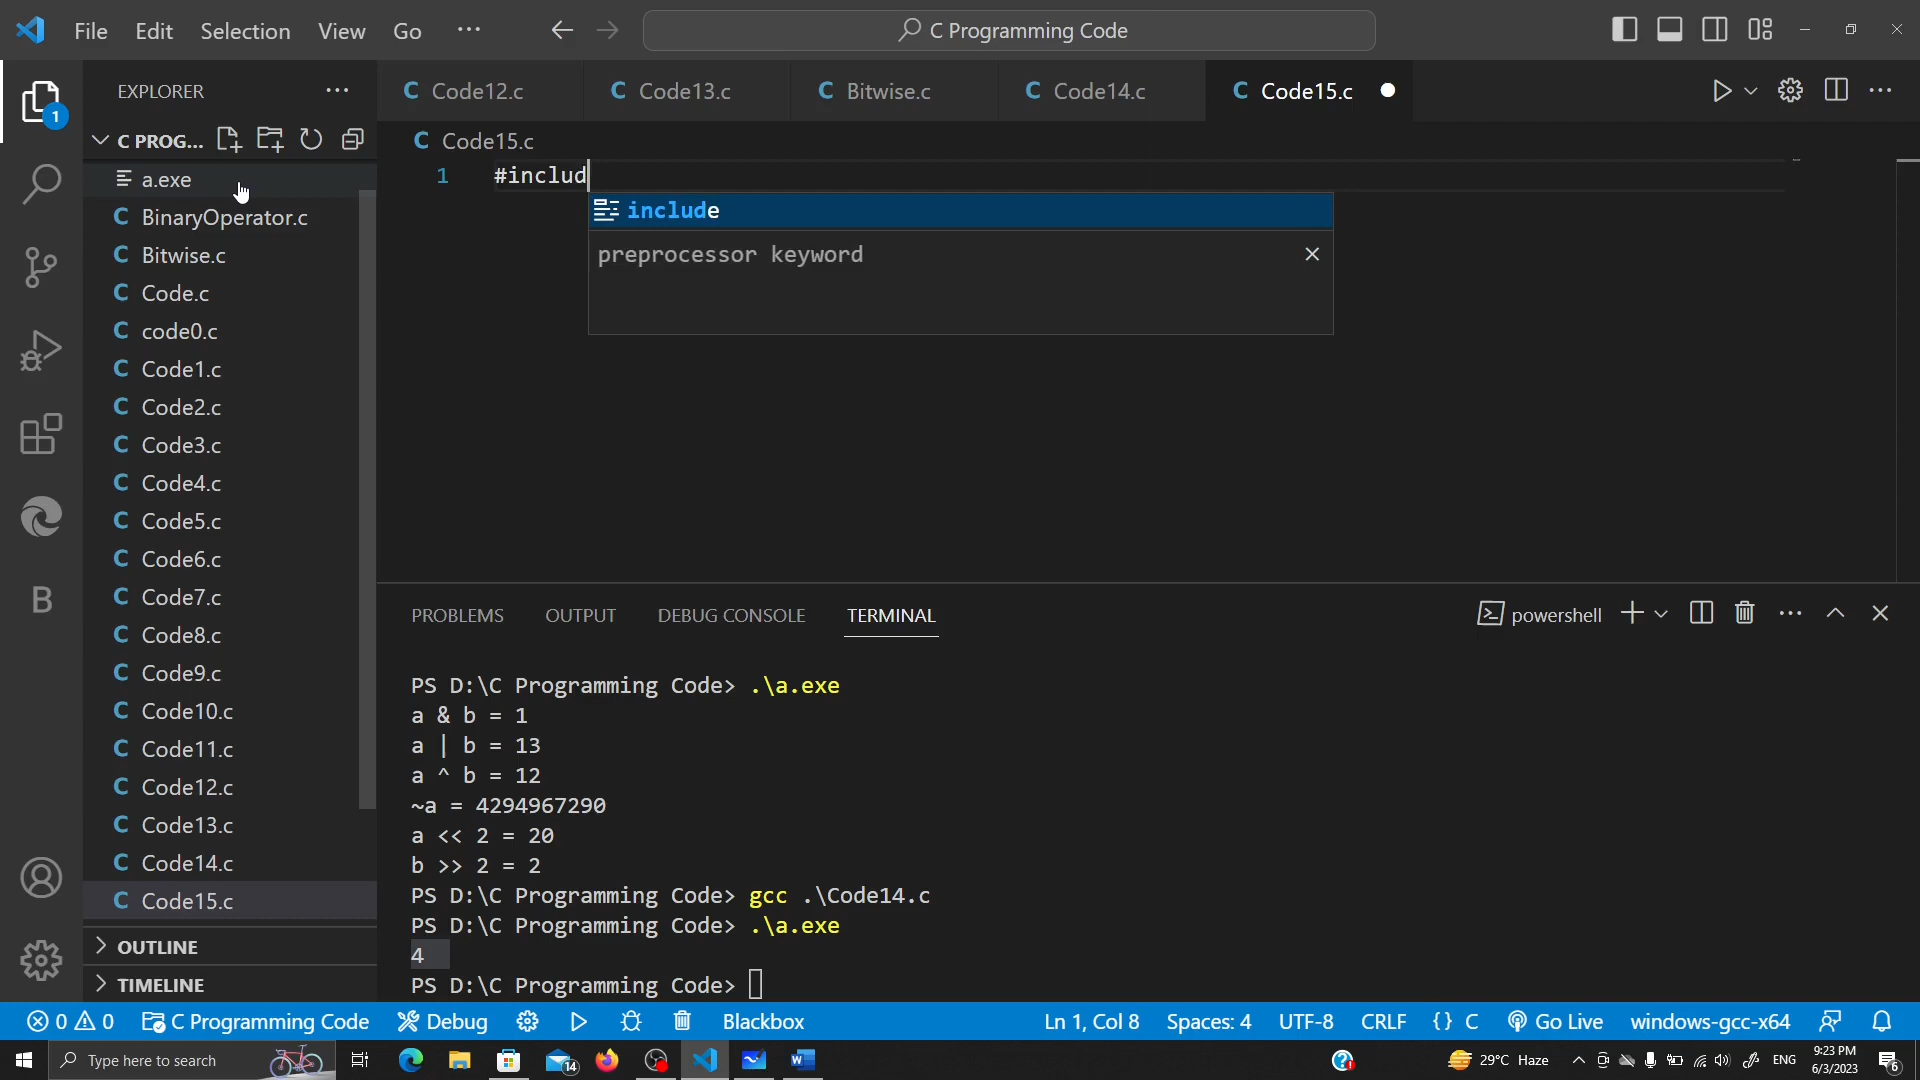 File Edit Selection View Go ··· C Programming Code
EXPLORER
C PROG...
a.exe
BinaryOperator.c
Bitwise.c
Code.c
code0.c
Code1.c
Code2.c
Code3.c
Code4.c
Code5.c
Code6.c
Code7.c
Code8.c
Code9.c
Code10.c
Code11.c
Code12.c
Code13.c
Code14.c
Code15.c
OUTLINE
TIMELINE
1
B
C Code12.c C Code13.c C Bitwise.c C Code14.c C Code15.c
C Code15.c
1 #includ
include
preprocessor keyword
PROBLEMS OUTPUT DEBUG CONSOLE TERMINAL powershell
PS D:\C Programming Code> .\a.exe
a & b = 1
a | b = 13
a ^ b = 12
~a = 4294967290
a << 2 = 20
b >> 2 = 2
PS D:\C Programming Code> gcc .\Code14.c
PS D:\C Programming Code> .\a.exe
4
PS D:\C Programming Code>
0 0 C Programming Code Debug Blackbox Ln 1, Col 8 Spaces: 4 UTF-8 CRLF {} C Go Live windows-gcc-x64
Type here to search 14 29°C Haze ENG 9:23 PM
6/3/2023 6